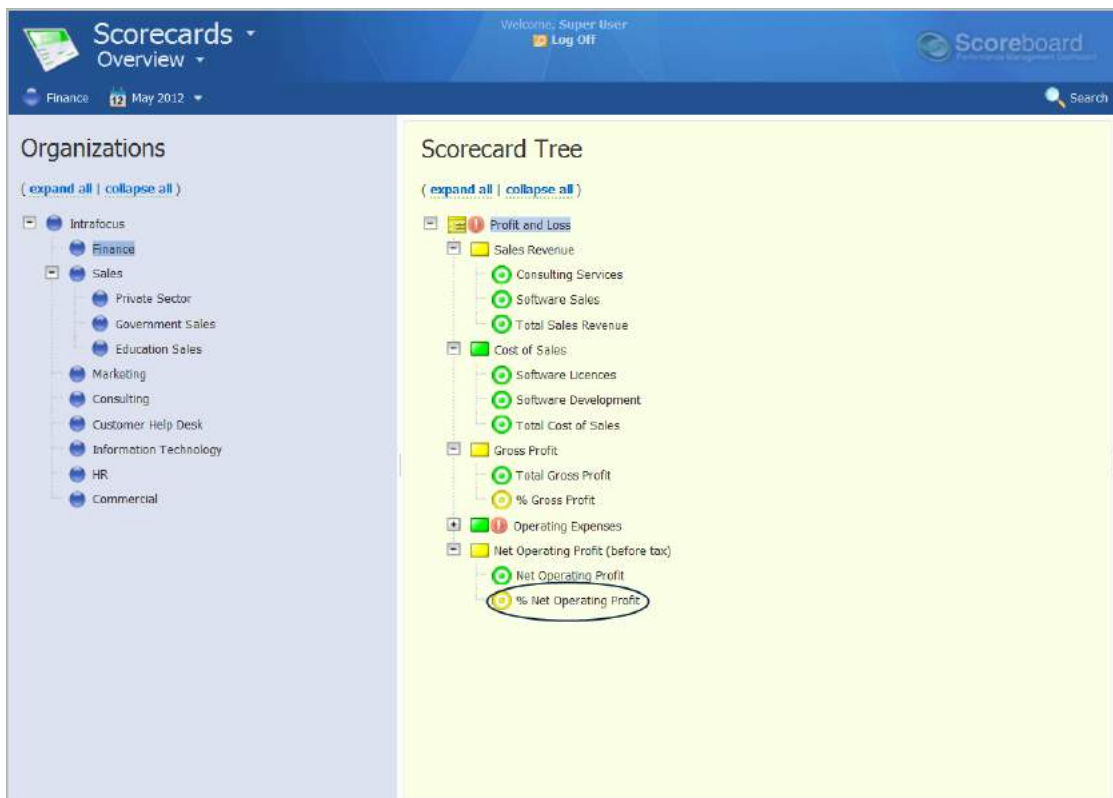 Scorecards
Overview
Welcome, Super User
Log Off
Scoreboard
Finance
12
May 2012
Search
Organizations
( expand all | collapse all )
Intrafocus
Finance
Sales
Private Sector
Government Sales
Education Sales
Marketing
Consulting
Customer Help Desk
Information Technology
HR
Commercial
Scorecard Tree
( expand all | collapse all )
Profit and Loss
Sales Revenue
Consulting Services
Software Sales
Total Sales Revenue
Cost of Sales
Software Licences
Software Development
Total Cost of Sales
Gross Profit
Total Gross Profit
% Gross Profit
Operating Expenses
Net Operating Profit (before tax)
Net Operating Profit
% Net Operating Profit